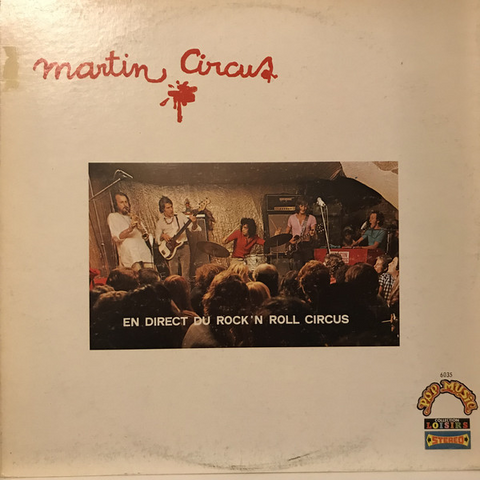 martin Circus
EN DIRECT DU ROCK'N ROLL CIRCUS
6035
POP MUSIC
COLLECTION
LOISIRS
STEREO